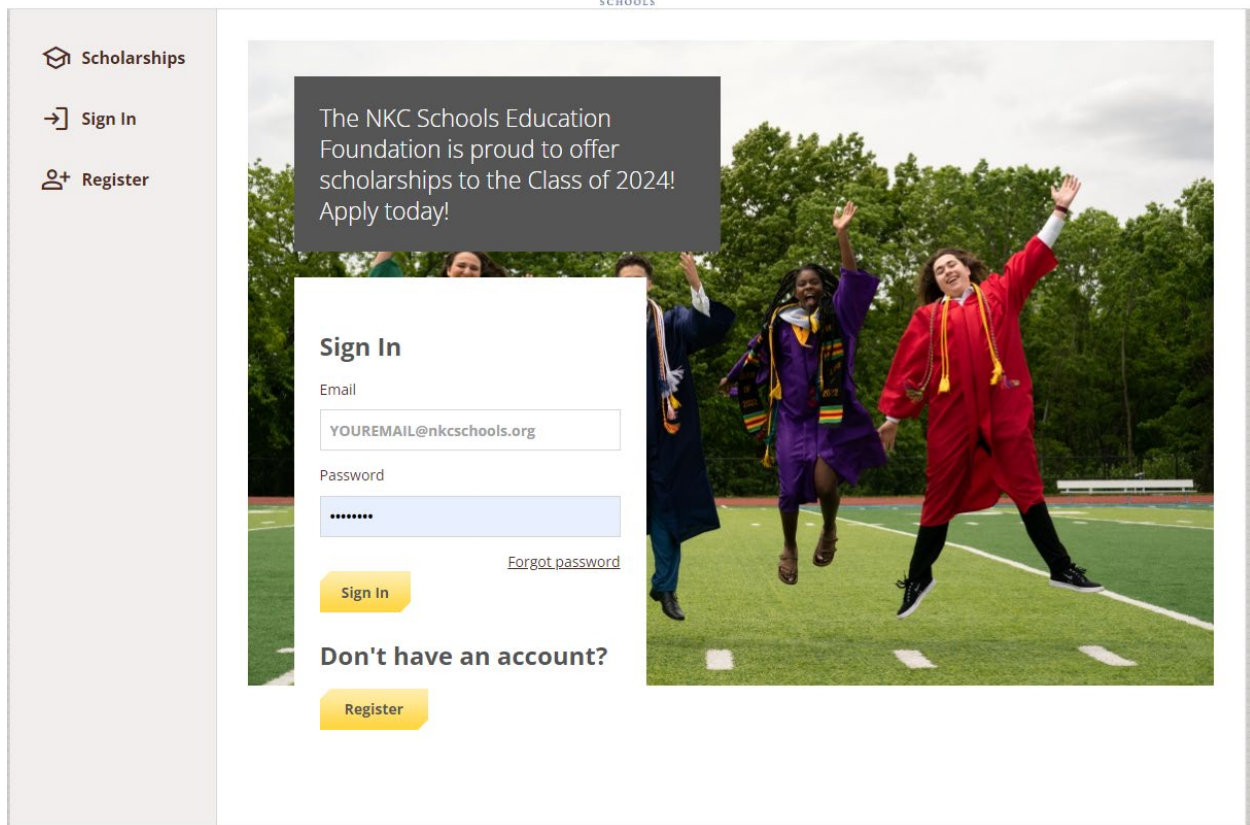 SCHOOLS
Scholarships
Sign In
Register
The NKC Schools Education
Foundation is proud to offer
scholarships to the Class of 2024!
Apply today!
Sign In
Email
YOUREMAIL@nkcschools.org
Password
••••••••
Forgot password
Sign In
Don't have an account?
Register